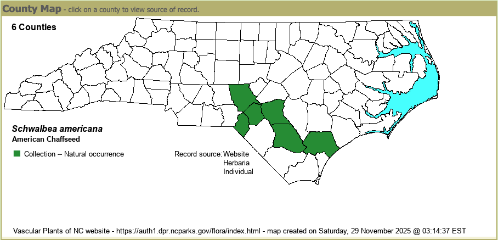 County Map - click on a county to view source of record.
6 Counties
Schwalbea americana
American Chaffseed
Collection – Natural occurrence
Record source: Website
Herbaria
Individual
Vascular Plants of NC website - https://auth1.dpr.ncparks.gov/flora/index.html - map created on Saturday, 29 November 2025 @ 03:14:37 EST